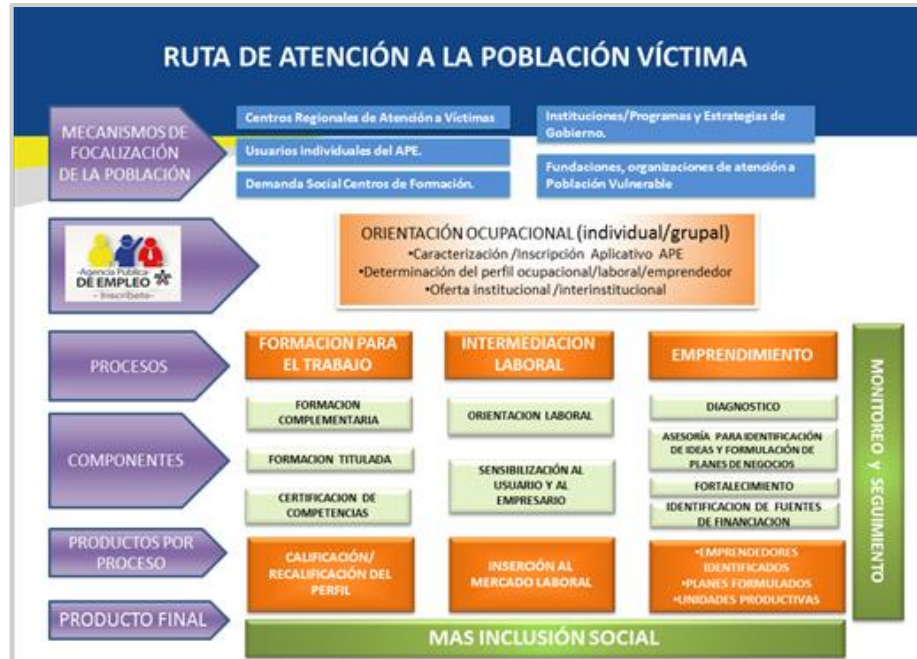 RUTA DE ATENCIÓN A LA POBLACIÓN VÍCTIMA
MECANISMOS DE
FOCALIZACIÓN
DE LA POBLACIÓN
Centros Regionales de Atención a Víctimas
Usuarios individuales del APE.
Demanda Social Centros de Formación.
Instituciones/Programas y Estrategias de
Gobierno.
Fundaciones, organizaciones de atención a
Población Vulnerable
Agencia Pública
DE EMPLEO
- Inscríbete -
ORIENTACIÓN OCUPACIONAL (individual/grupal)
•Caracterización /Inscripción Aplicativo APE
•Determinación del perfil ocupacional/laboral/emprendedor
•Oferta institucional /interinstitucional
PROCESOS
FORMACION PARA
EL TRABAJO
INTERMEDIACION
LABORAL
EMPRENDIMIENTO
COMPONENTES
FORMACION
COMPLEMENTARIA
FORMACION TITULADA
CERTIFICACION DE
COMPETENCIAS
ORIENTACION LABORAL
SENSIBILIZACIÓN AL
USUARIO Y AL
EMPRESARIO
DIAGNOSTICO
ASESORÍA PARA IDENTIFICACIÓN
DE IDEAS Y FORMULACIÓN DE
PLANES DE NEGOCIOS
FORTALECIMIENTO
IDENTIFICACION DE FUENTES
DE FINANCIACION
PRODUCTOS POR
PROCESO
CALIFICACIÓN/
RECALIFICACIÓN DEL
PERFIL
INSERCIÓN AL
MERCADO LABORAL
•EMPRENDEDORES
IDENTIFICADOS
•PLANES FORMULADOS
•UNIDADES PRODUCTIVAS
PRODUCTO FINAL
MAS INCLUSIÓN SOCIAL
MONITOREO y SEGUIMIENTO